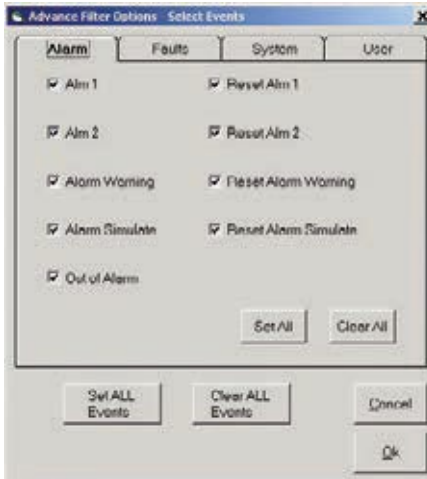 Advance Filter Options Select Events
Alarm Faults System User
Alm 1 Reset Alm 1
Alm 2 Reset Alm 2
Alarm Warning Reset Alarm Warning
Alarm Simulate Reset Alarm Simulate
Out of Alarm
Set All Clear All
Set ALL Events
Clear ALL Events
Cancel
Ok